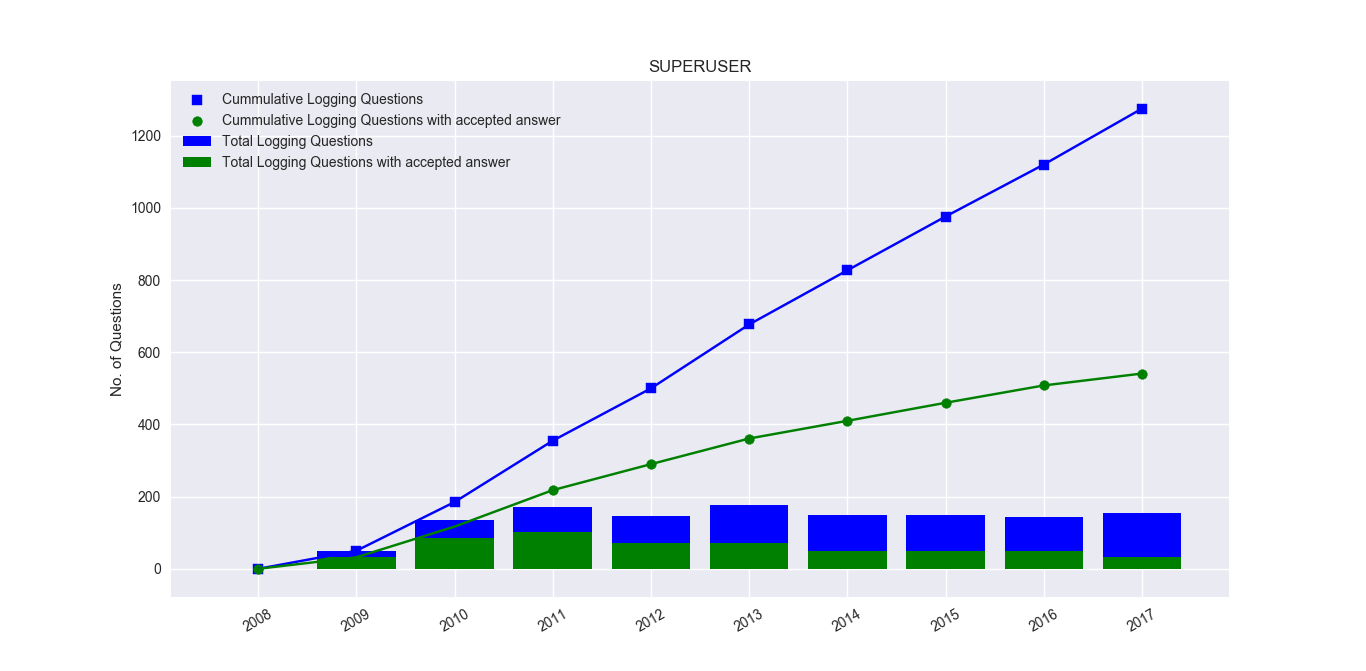 SUPERUSER
Cummulative Logging Questions
Cummulative Logging Questions with accepted answer
Total Logging Questions
Total Logging Questions with accepted answer
No. of Questions
1200
1000
800
600
400
200
0
2008
2009
2010
2011
2012
2013
2014
2015
2016
2017